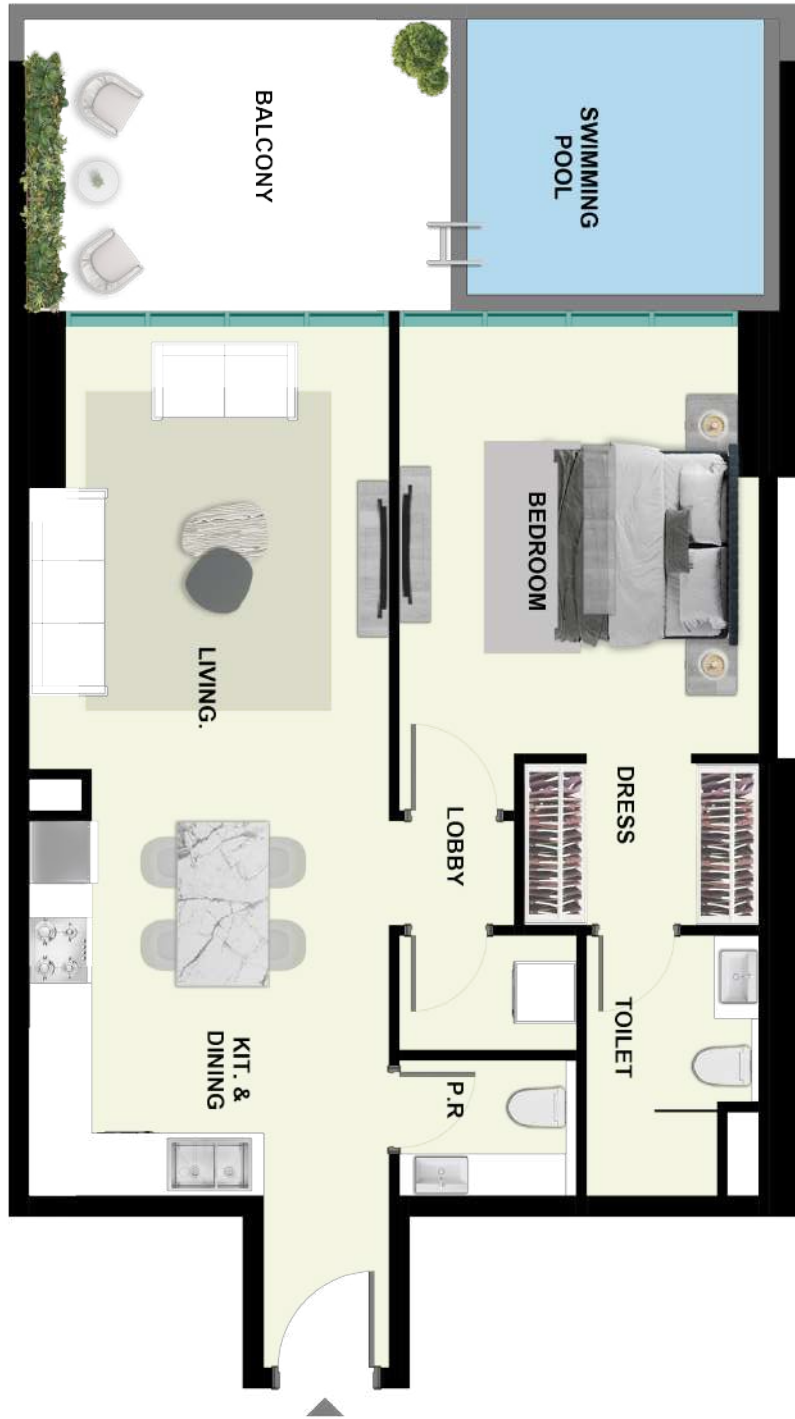 BALCONY
SWIMMING
POOL
BEDROOM
LIVING.
DRESS
LOBBY
TOILET
KIT. &
DINING
P.R